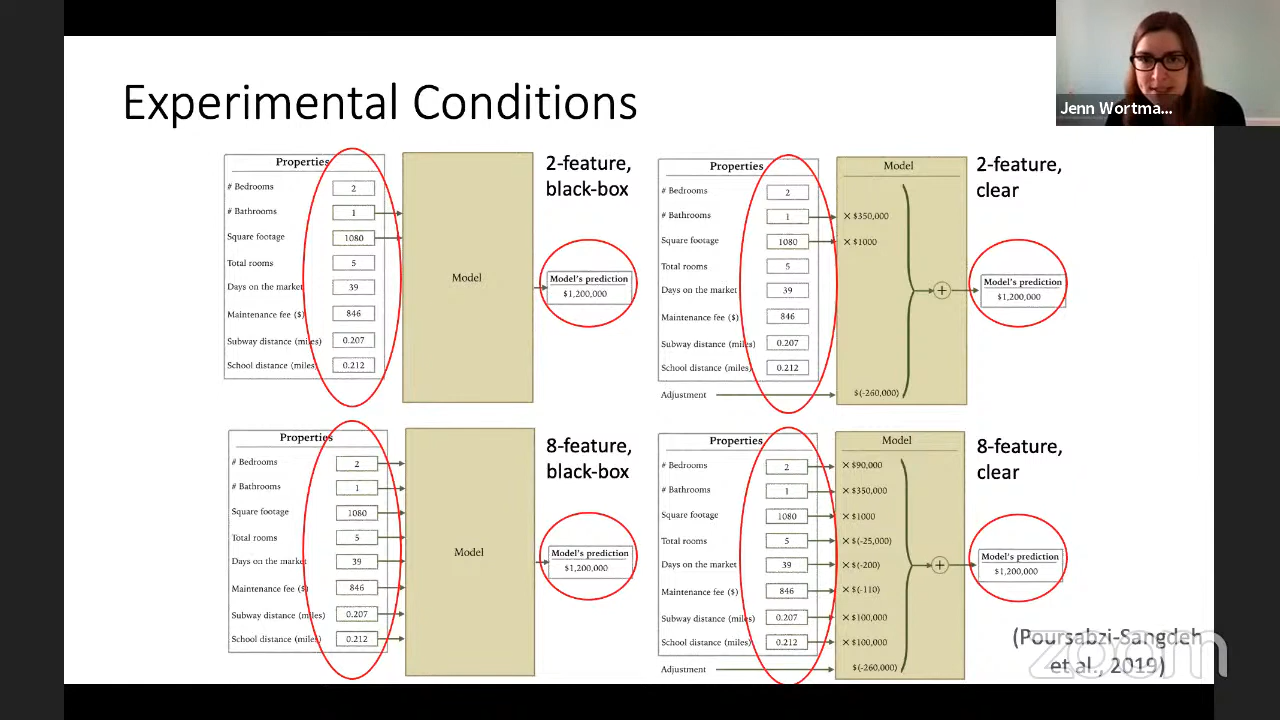 Experimental Conditions
Jenn Wortma...
Properties
# Bedrooms 2
# Bathrooms 1
Square footage 1080
Total rooms 5
Days on the market 39
Maintenance fee ($) 846
Subway distance (miles) 0.207
School distance (miles) 0.212
Model
2-feature,
black-box
Model's prediction
$1,200,000
Properties
# Bedrooms 2
# Bathrooms 1
Square footage 1080
Total rooms 5
Days on the market 39
Maintenance fee ($) 846
Subway distance (miles) 0.207
School distance (miles) 0.212
Adjustment
Model
× $350,000
× $1000
$(-260,000)
+
2-feature,
clear
Model's prediction
$1,200,000
Properties
# Bedrooms 2
# Bathrooms 1
Square footage 1080
Total rooms 5
Days on the market 39
Maintenance fee ($) 846
Subway distance (miles) 0.207
School distance (miles) 0.212
Model
8-feature,
black-box
Model's prediction
$1,200,000
Properties
# Bedrooms 2
# Bathrooms 1
Square footage 1080
Total rooms 5
Days on the market 39
Maintenance fee ($) 846
Subway distance (miles) 0.207
School distance (miles) 0.212
Adjustment
Model
× $90,000
× $350,000
× $1000
× $(-25,000)
× $(-200)
× $(-110)
× $100,000
× $100,000
$(-260,000)
+
8-feature,
clear
Model's prediction
$1,200,000
(Poursabzi-Sangdeh
et al., 2019)
zoom